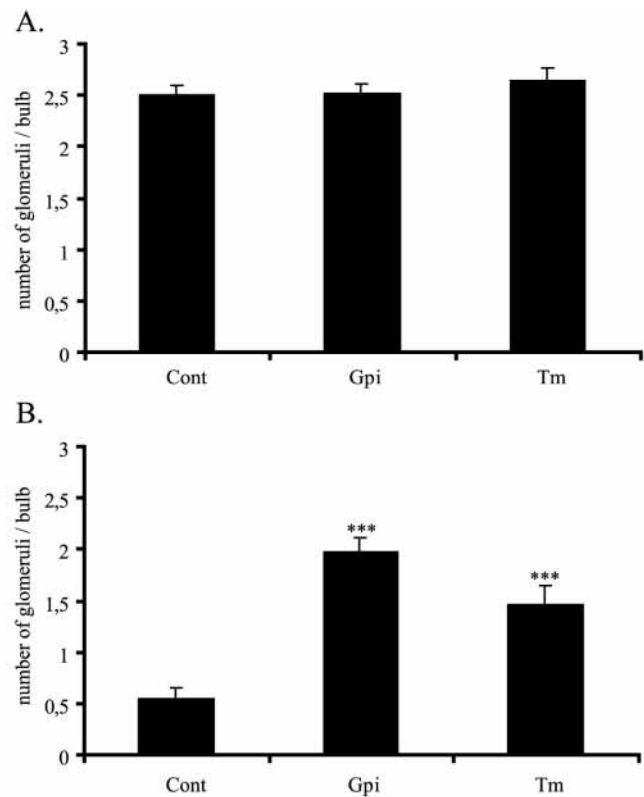 A.
number of glomeruli / bulb
3
2,5
2
1,5
1
0,5
0
Cont Gpi Tm
B.
number of glomeruli / bulb
3
2,5
2
1,5
1
0,5
0
***
***
Cont Gpi Tm